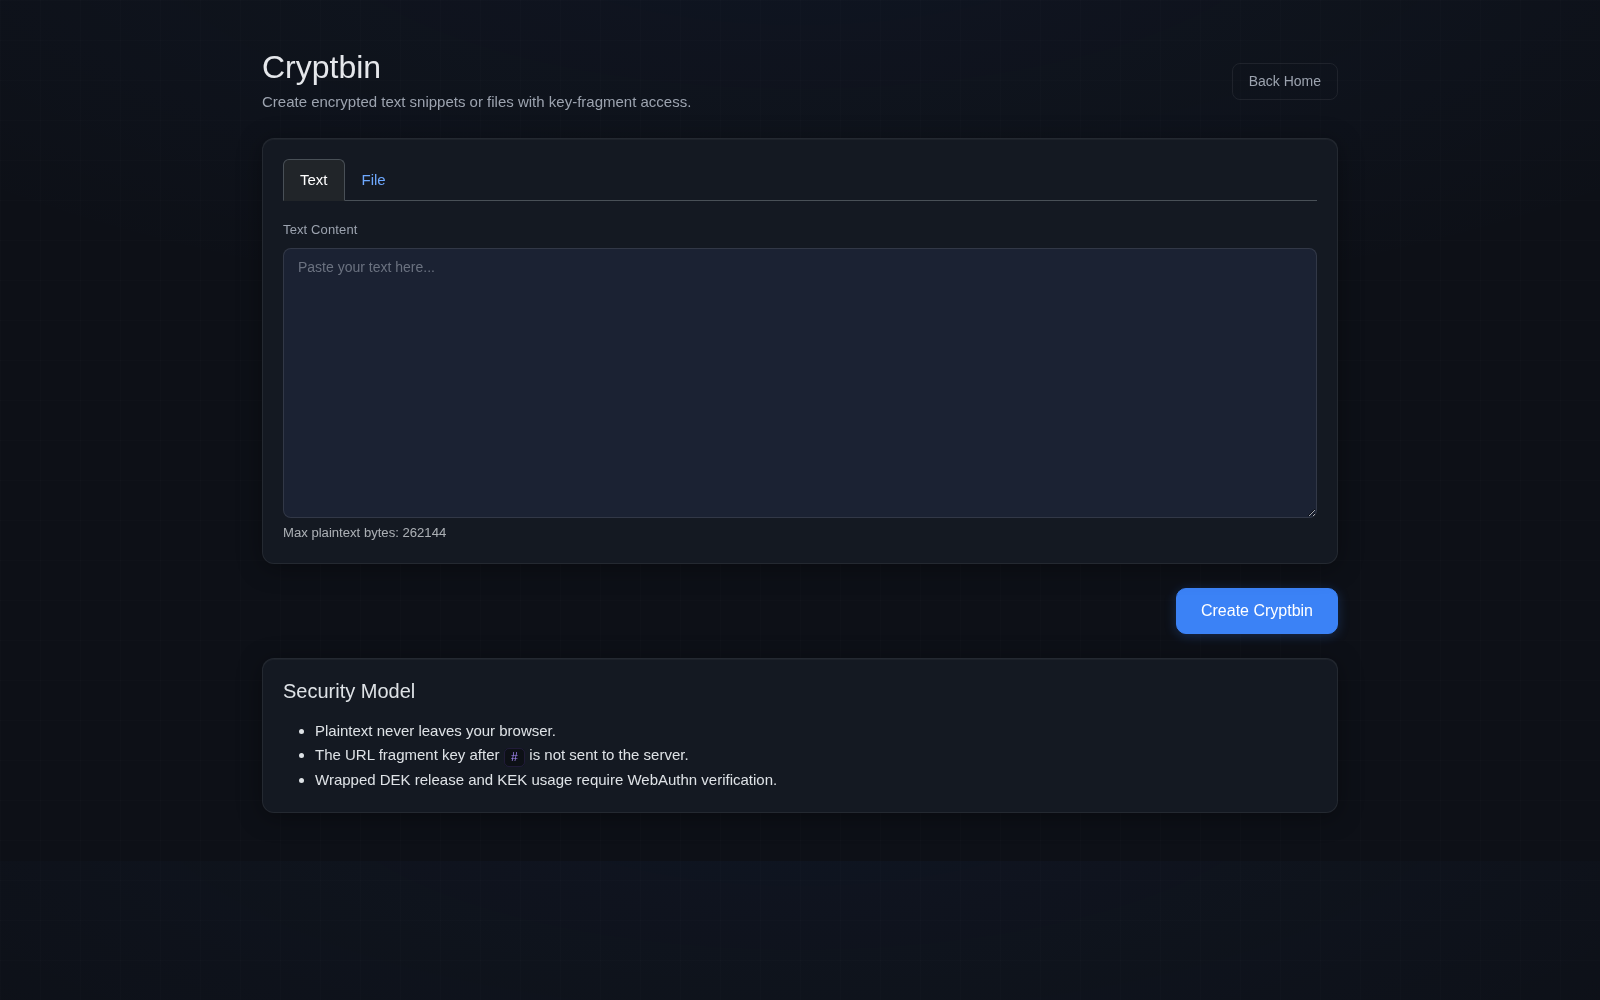 Cryptbin
Create encrypted text snippets or files with key-fragment access.
Back Home
Text
File
Text Content
Paste your text here...
Max plaintext bytes: 262144
Create Cryptbin
Security Model
Plaintext never leaves your browser.
The URL fragment key after # is not sent to the server.
Wrapped DEK release and KEK usage require WebAuthn verification.